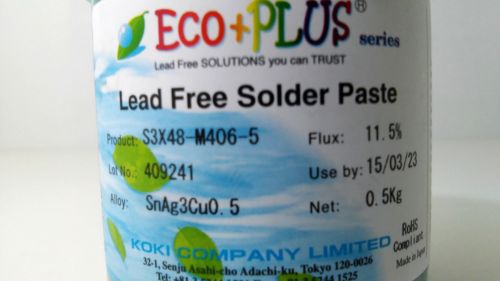 Eco+PLUS® series
Lead Free SOLUTIONS you can TRUST
Lead Free Solder Paste
Product: S3X48-M406-5 Flux: 11.5%
Lot No.: 409241 Use by: 15/03/23
Alloy: SnAg3Cu0.5 Net: 0.5Kg
RoHS
Compliant
Made in Japan
KOKI COMPANY LIMITED
32-1, Senju Asahi-cho Adachi-ku, Tokyo 120-0026